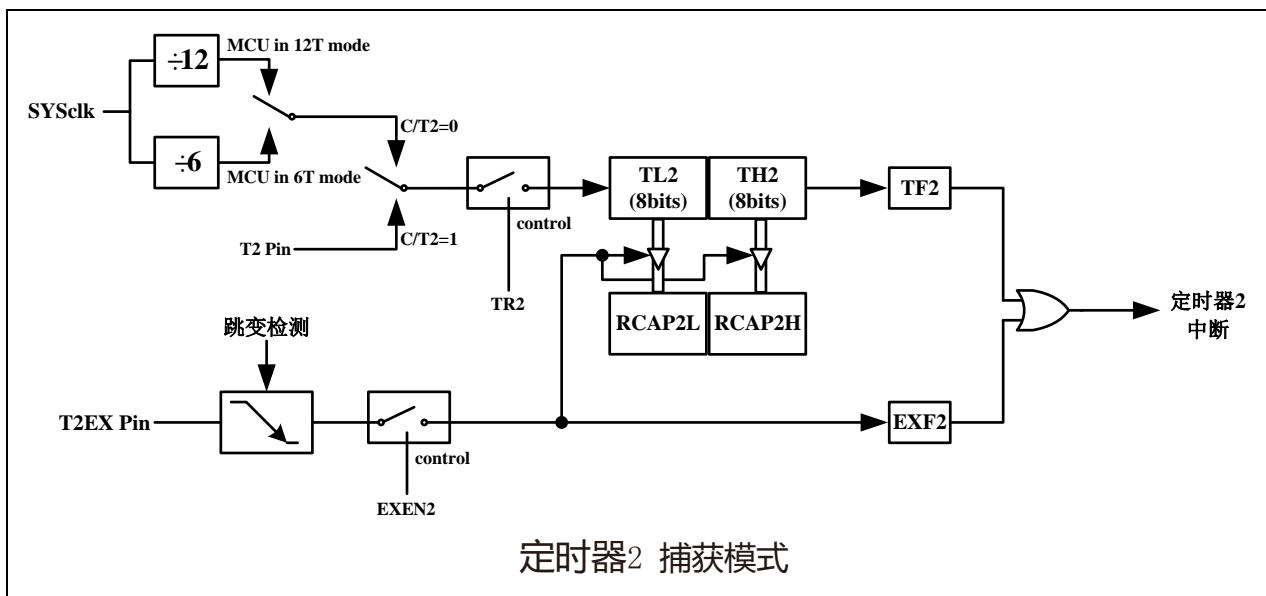 MCU in 12T mode
÷12
SYSclk
C/T2=0
÷6
MCU in 6T mode
TL2
(8bits)
TH2
(8bits)
TF2
control
C/T2=1
T2 Pin
TR2
RCAP2L
RCAP2H
定时器2
中断
跳变检测
T2EX Pin
EXF2
control
EXEN2
定时器2 捕获模式